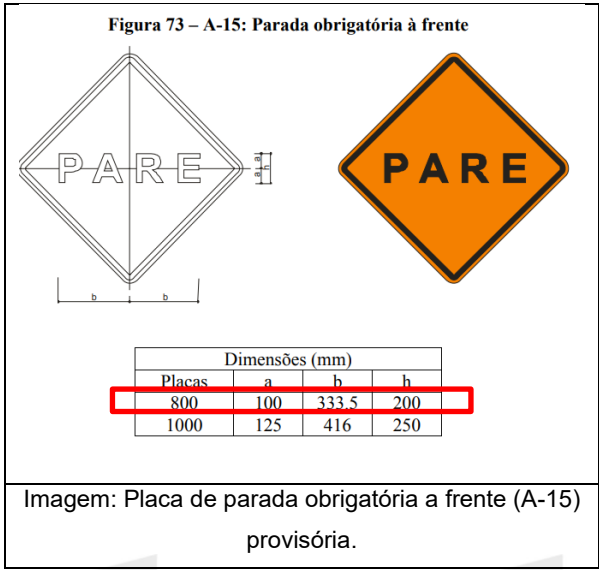 Figura 73 – A-15: Parada obrigatória à frente
PARE
a
a
h
b
b
PARE
Dimensões (mm)
Placas a b h
800 100 333.5 200
1000 125 416 250
Imagem: Placa de parada obrigatória a frente (A-15)
provisória.